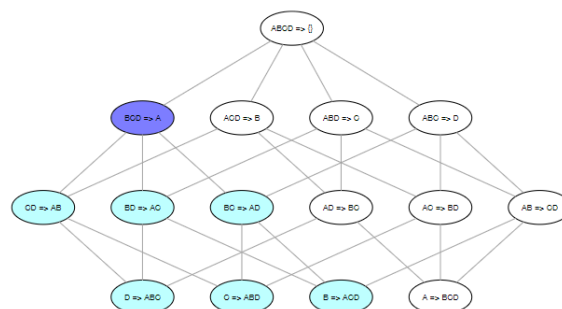 ABCD => {}
BCD => A
ACD => B
ABD => C
ABC => D
CD => AB
BD => AC
BC => AD
AD => BC
AC => BD
AB => CD
D => ABC
C => ABD
B => ACD
A => BCD